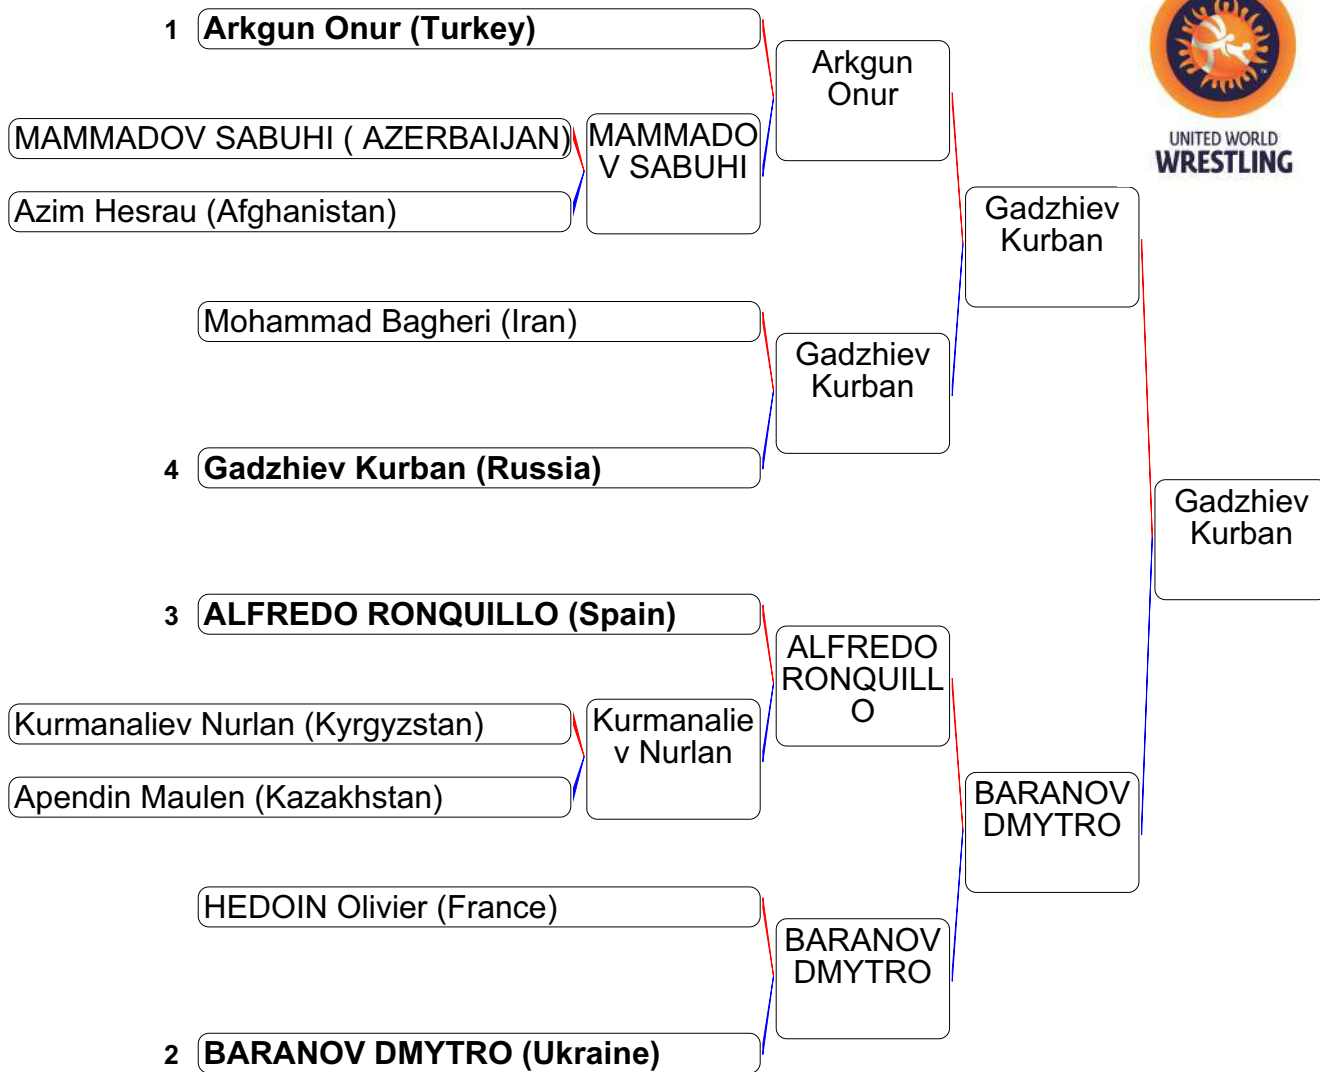 1 Arkgun Onur (Turkey)
Arkgun
Onur
UNITED WORLD
WRESTLING
MAMMADOV SABUHI ( AZERBAIJAN)
MAMMADO
V SABUHI
Azim Hesrau (Afghanistan)
Gadzhiev
Kurban
Mohammad Bagheri (Iran)
Gadzhiev
Kurban
4 Gadzhiev Kurban (Russia)
Gadzhiev
Kurban
3 ALFREDO RONQUILLO (Spain)
ALFREDO
RONQUILL
O
Kurmanaliev Nurlan (Kyrgyzstan)
Kurmanalie
v Nurlan
Apendin Maulen (Kazakhstan)
BARANOV
DMYTRO
HEDOIN Olivier (France)
BARANOV
DMYTRO
2 BARANOV DMYTRO (Ukraine)